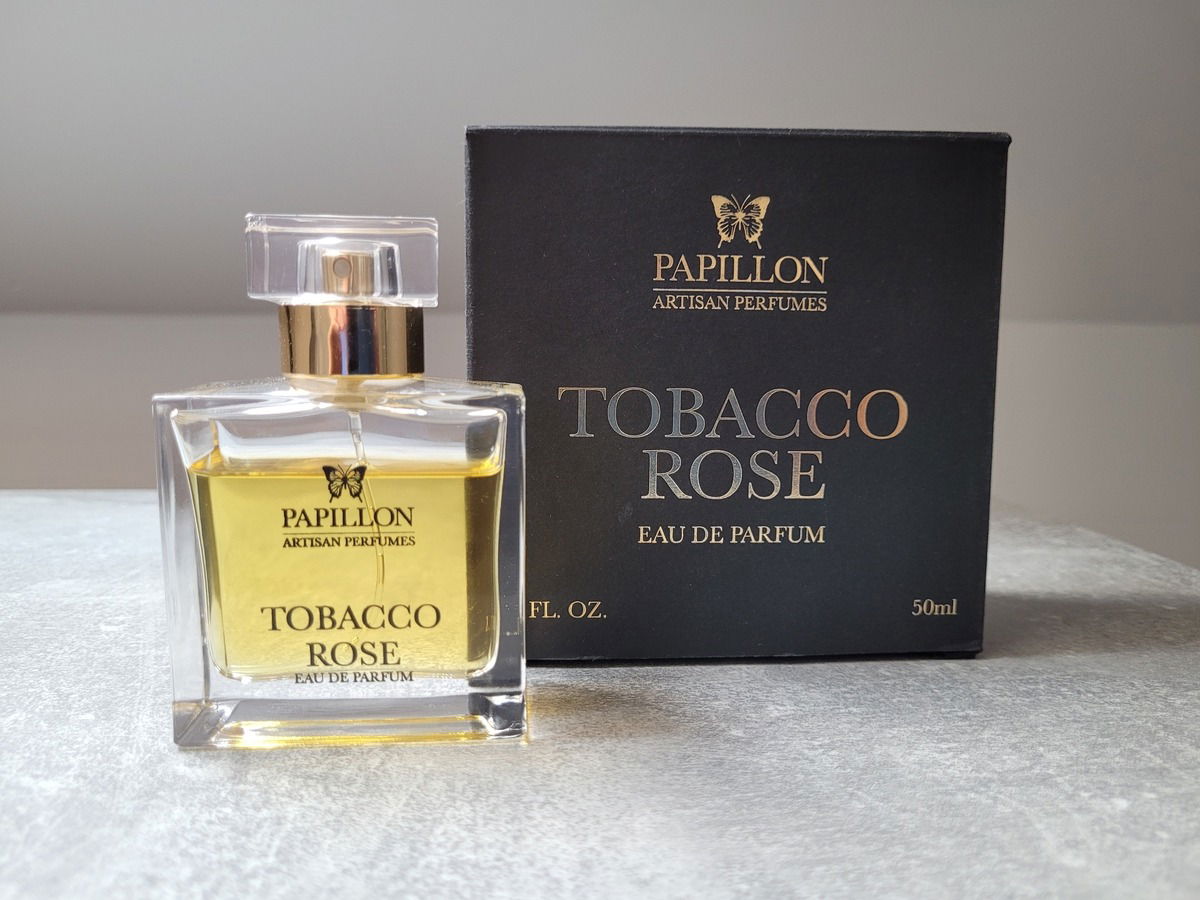 PAPILLON
ARTISAN PERFUMES
TOBACCO
ROSE
EAU DE PARFUM
PAPILLON
ARTISAN PERFUMES
TOBACCO
ROSE
EAU DE PARFUM
FL. OZ.
50ml